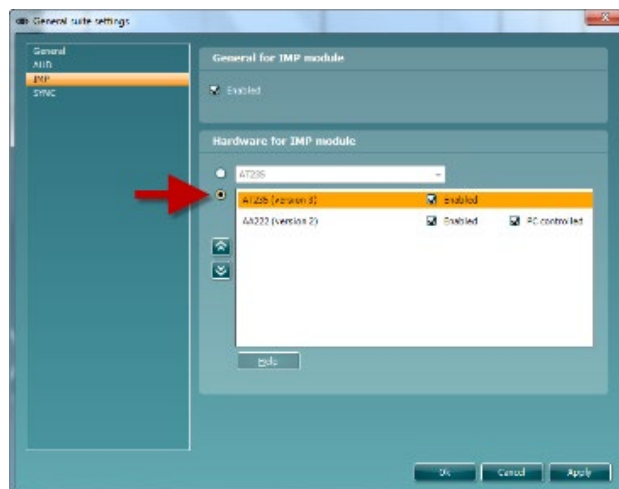 General suite settings
General
AUD
IMP
SYNC
General for IMP module
Enabled
Hardware for IMP module
AT235
AT235 (version 3) Enabled
AA222 (version 2) Enabled PC controlled
Help
Ok Cancel Apply